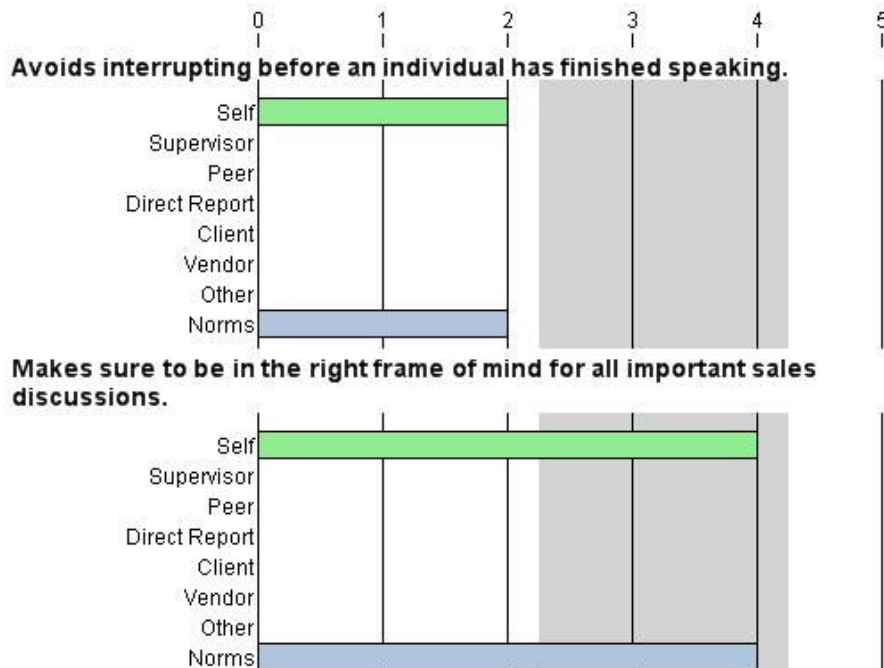 0 1 2 3 4 5
Avoids interrupting before an individual has finished speaking.
Self
Supervisor
Peer
Direct Report
Client
Vendor
Other
Norms
Makes sure to be in the right frame of mind for all important sales
discussions.
Self
Supervisor
Peer
Direct Report
Client
Vendor
Other
Norms